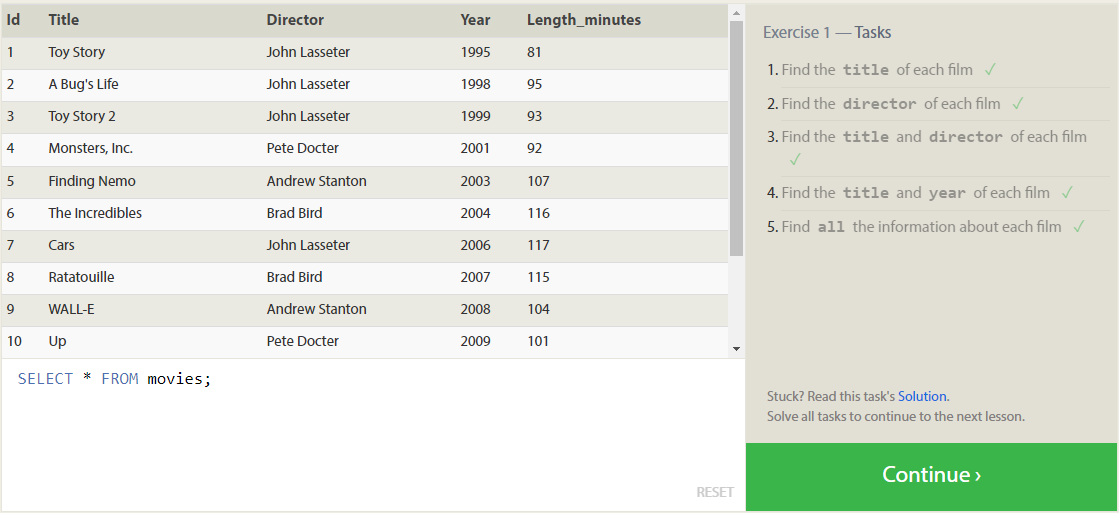 Id Title Director Year Length_minutes
1 Toy Story John Lasseter 1995 81
2 A Bug's Life John Lasseter 1998 95
3 Toy Story 2 John Lasseter 1999 93
4 Monsters, Inc. Pete Docter 2001 92
5 Finding Nemo Andrew Stanton 2003 107
6 The Incredibles Brad Bird 2004 116
7 Cars John Lasseter 2006 117
8 Ratatouille Brad Bird 2007 115
9 WALL-E Andrew Stanton 2008 104
10 Up Pete Docter 2009 101
SELECT * FROM movies;
RESET
Exercise 1 — Tasks
1. Find the title of each film ✓
2. Find the director of each film ✓
3. Find the title and director of each film
✓
4. Find the title and year of each film ✓
5. Find all the information about each film ✓
Stuck? Read this task's Solution.
Solve all tasks to continue to the next lesson.
Continue ›